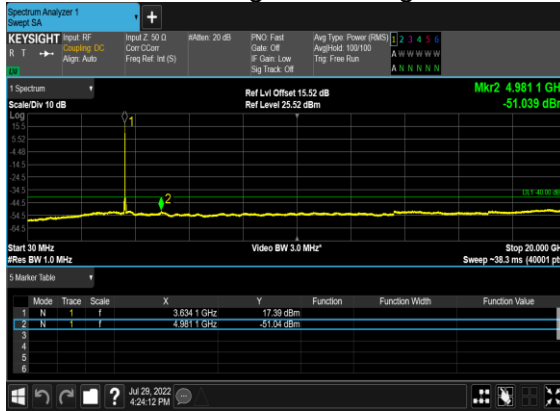 Spectrum Analyzer 1
Swept SA
KEYSIGHT Input: RF Input Z: 50 Ω #Atten: 20 dB PNO: Fast Avg Type: Power (RMS) 1 2 3 4 5 6
R T Coupling: DC Corr CCorr Gate: Off Avg|Hold: 100/100 A W W W W W
Align: Auto Freq Ref: Int (S) IF Gain: Low Trig: Free Run
LU Sig Track: Off A N N N N N
1 Spectrum Ref Lvl Offset 15.52 dB Mkr2 4.981 1 GH
Scale/Div 10 dB Ref Level 25.52 dBm -51.039 dBr
Log
15.5
5.52
-4.48
-14.5
-24.5
-34.5
-44.5
-54.5
-64.5
1
2
Start 30 MHz Video BW 3.0 MHz* Stop 20.000 GH
#Res BW 1.0 MHz Sweep ~38.3 ms (40001 pt
5 Marker Table
Mode Trace Scale X Y Function Function Width Function Value
1 N 1 f 3.634 1 GHz 17.39 dBm
2 N 1 f 4.981 1 GHz -51.04 dBm
3
4
5
6
? Jul 29, 2022
4:24:12 PM